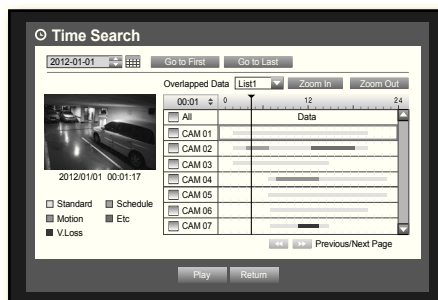 Time Search
2012-01-01 Go to First Go to Last
Overlapped Data List1 Zoom In Zoom Out
00:01 0 12 24
All Data
CAM 01
CAM 02
CAM 03
CAM 04
CAM 05
CAM 06
CAM 07
2012/01/01 00:01:17
Standard Schedule
Motion Etc
V.Loss
Previous/Next Page
Play Return